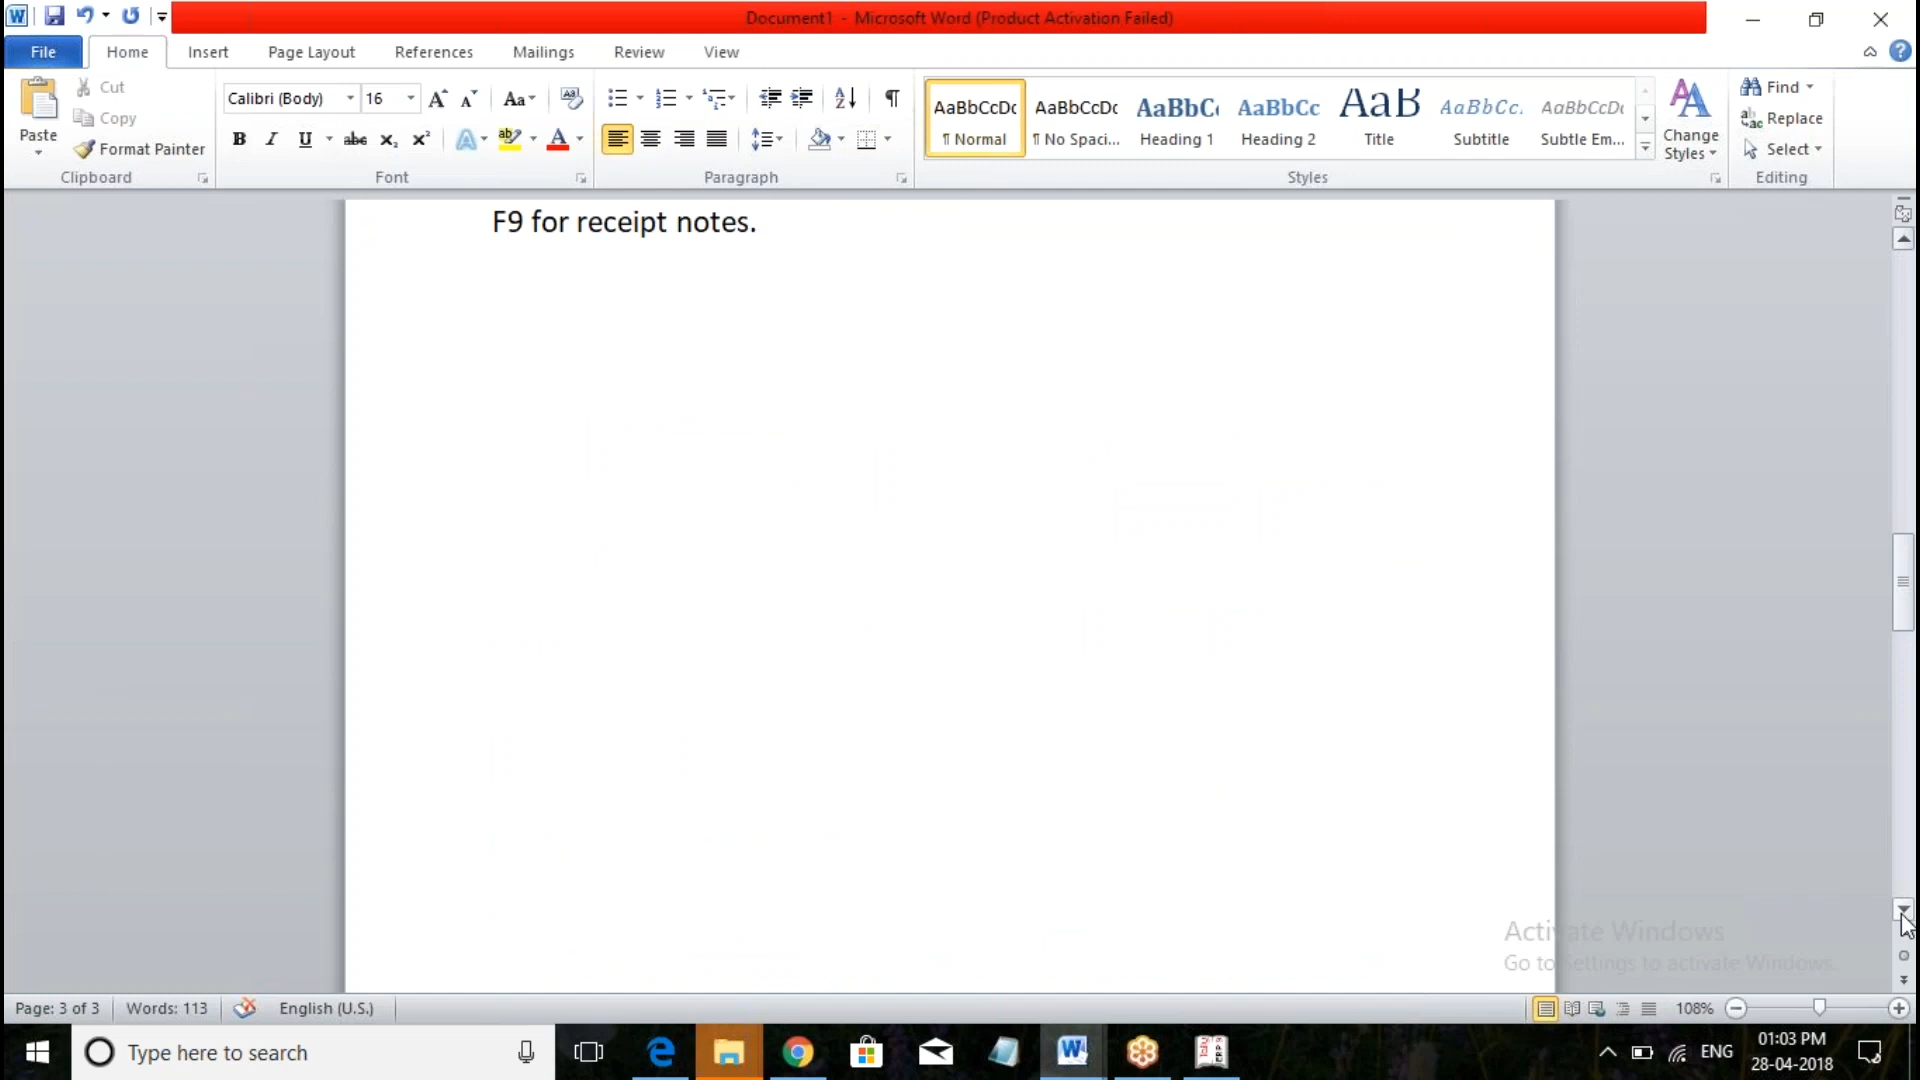 Document1 - Microsoft Word (Product Activation Failed)
File Home Insert Page Layout References Mailings Review View
Paste
Cut
Copy
Format Painter
Clipboard
Calibri (Body) 16
Font
Paragraph
AaBbCcDc AaBbCcDc AaBbC AaBbCc AaB AaBbCc. AaBbCcDc
¶ Normal ¶ No Spaci... Heading 1 Heading 2 Title Subtitle Subtle Em...
Change
Styles
Styles
Find
Replace
Select
Editing
F9 for receipt notes.
Activate Windows
Go to Settings to activate Windows.
Page: 3 of 3 Words: 113 English (U.S.) 108%
Type here to search
ENG
01:03 PM
28-04-2018